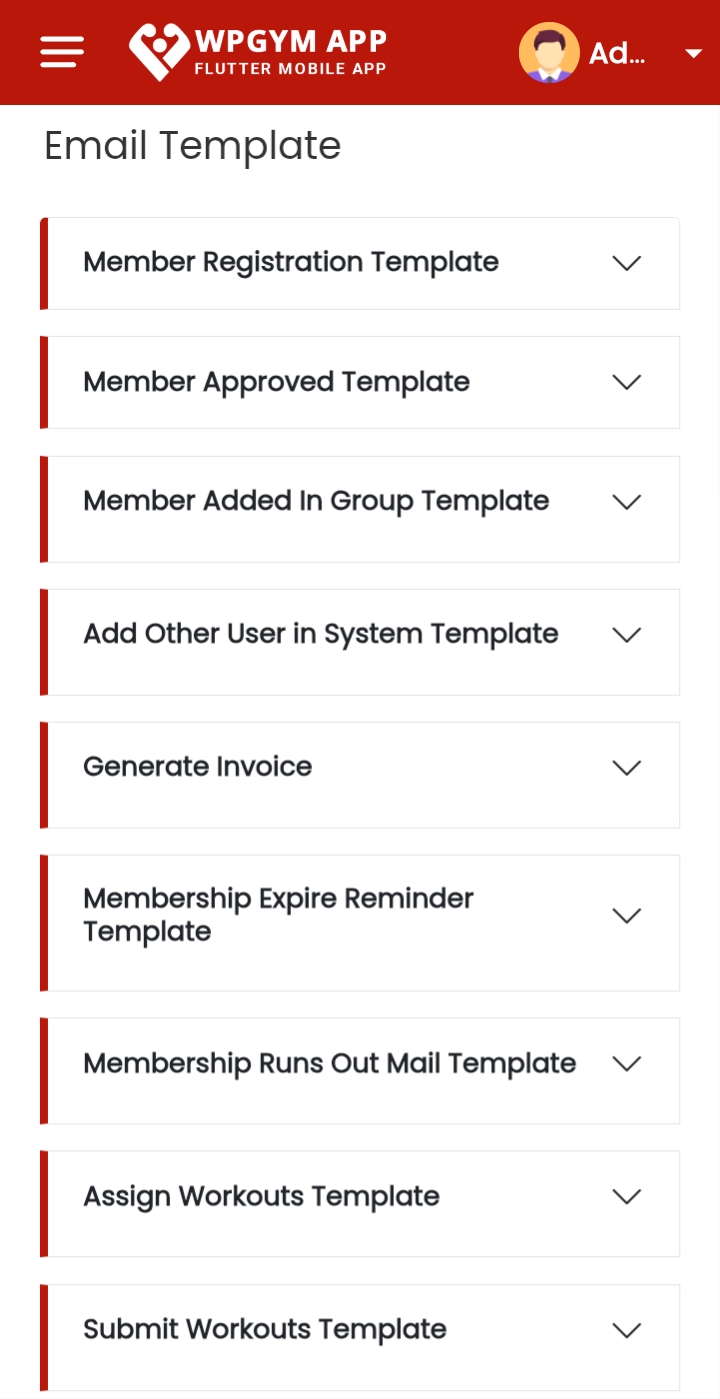 WPGYM APP
FLUTTER MOBILE APP
Ad...
Email Template
Member Registration Template
Member Approved Template
Member Added In Group Template
Add Other User in System Template
Generate Invoice
Membership Expire Reminder
Template
Membership Runs Out Mail Template
Assign Workouts Template
Submit Workouts Template